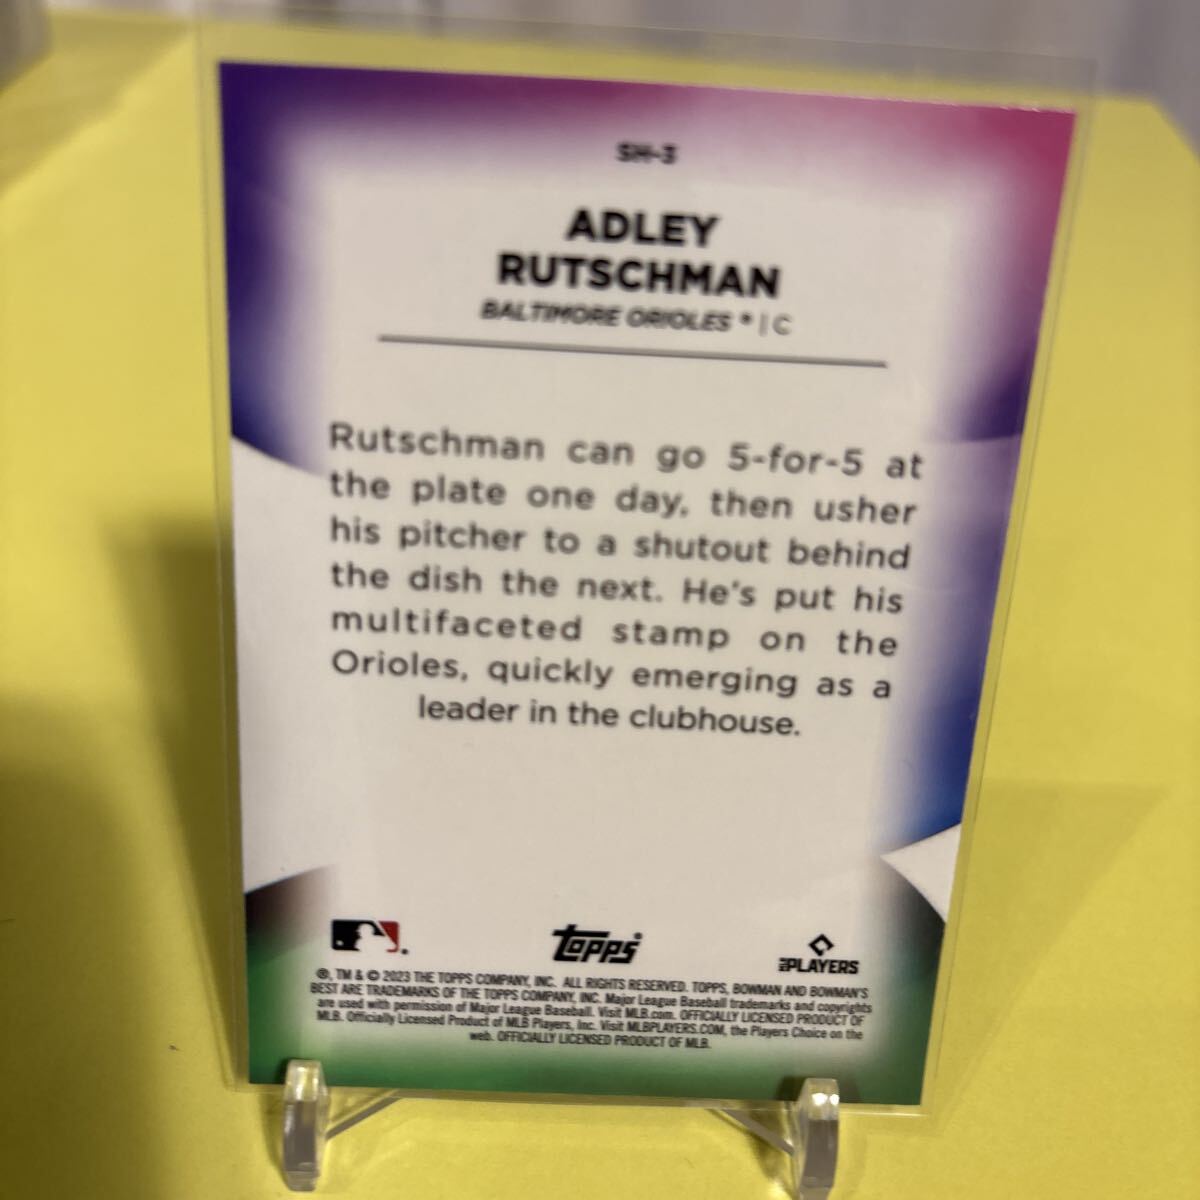 SH-3
ADLEY
RUTSCHMAN
BALTIMORE ORIOLES ® | C
Rutschman can go 5-for-5 at
the plate one day, then usher
his pitcher to a shutout behind
the dish the next. He's put his
multifaceted stamp on the
Orioles, quickly emerging as a
leader in the clubhouse.
topps
PLAYERS
®, TM & © 2023 THE TOPPS COMPANY, INC. ALL RIGHTS RESERVED. TOPPS, BOWMAN AND BOWMAN'S
BEST ARE TRADEMARKS OF THE TOPPS COMPANY, INC. Major League Baseball trademarks and copyrights
are used with permission of Major League Baseball. Visit MLB.com. OFFICIALLY LICENSED PRODUCT OF
MLB. Officially Licensed Product of MLB Players, Inc. Visit MLBPLAYERS.COM, the Players Choice on the
web. OFFICIALLY LICENSED PRODUCT OF MLB.